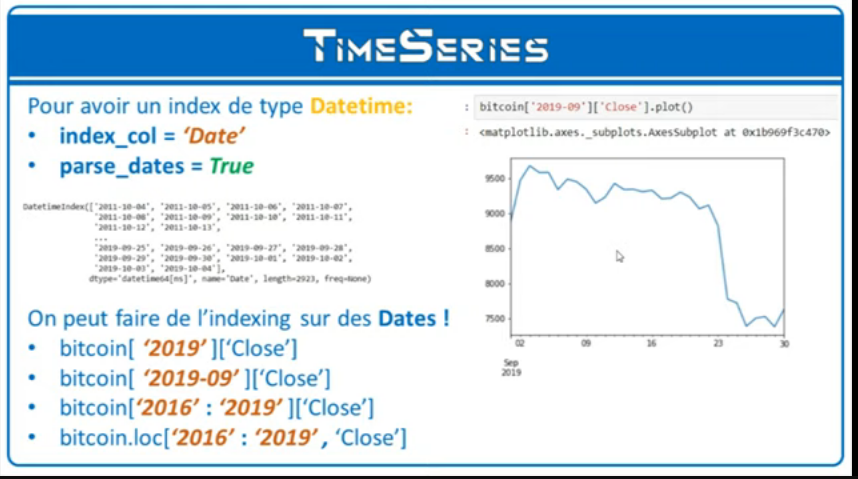 TIMESERIES
Pour avoir un index de type Datetime:
• index_col = ‘Date’
• parse_dates = True
DatetimeIndex(['2011-10-04', '2011-10-05', '2011-10-06', '2011-10-07',
'2011-10-08', '2011-10-09', '2011-10-10', '2011-10-11',
'2011-10-12', '2011-10-13',
...
'2019-09-25', '2019-09-26', '2019-09-27', '2019-09-28',
'2019-09-29', '2019-09-30', '2019-10-01', '2019-10-02',
'2019-10-03', '2019-10-04'],
dtype='datetime64[ns]', name='Date', length=2923, freq=None)
On peut faire de l’indexing sur des Dates !
• bitcoin[ ‘2019’ ][‘Close’]
• bitcoin[ ‘2019-09’ ][‘Close’]
• bitcoin[‘2016’ : ‘2019’ ][‘Close’]
• bitcoin.loc[‘2016’ : ‘2019’ , ‘Close’]
: bitcoin['2019-09']['Close'].plot()
: <matplotlib.axes._subplots.AxesSubplot at 0x1b969f3c470>
9500
9000
8500
8000
7500
02 09 16 23 30
Sep
2019